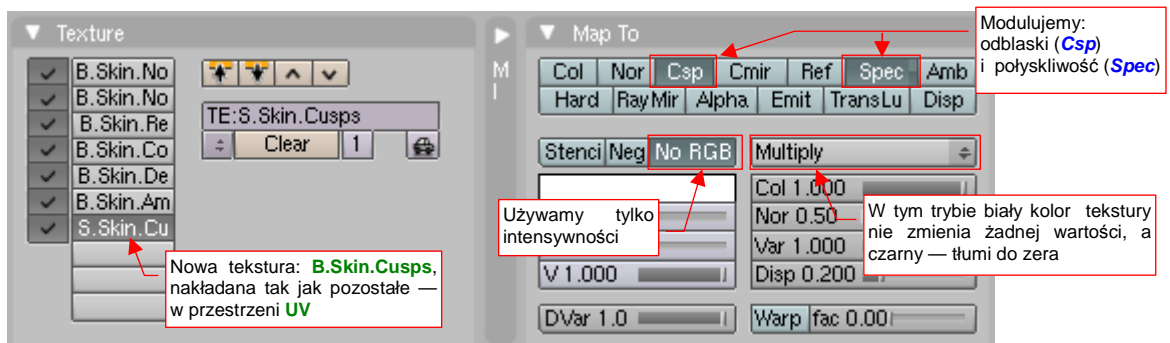 Texture
B.Skin.No
B.Skin.No
B.Skin.Re
B.Skin.Co
B.Skin.De
B.Skin.Am
S.Skin.Cu
TE:S.Skin.Cusps
Clear 1
Nowa tekstura: B.Skin.Cusps,
nakładana tak jak pozostałe —
w przestrzeni UV
M
Map To
Modulujemy:
odblaski (Csp)
i połyskliwość (Spec)
Col Nor Csp Cmir Ref Spec Amb
Hard RayMir Alpha Emit TransLu Disp
Stenci Neg No RGB Multiply
Używamy tylko
intensywności
V 1.000
DVar 1.0
Col 1.000
Nor 0.50
Var 1.000
Disp 0.200
Warp fac 0.00
W tym trybie biały kolor tekstury
nie zmienia żadnej wartości, a
czarny — tłumi do zera